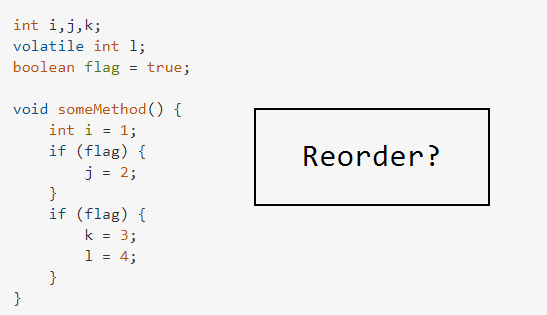 int i,j,k;
volatile int l;
boolean flag = true;
void someMethod() {
    int i = 1;
    if (flag) {
        j = 2;
    }
    if (flag) {
        k = 3;
        l = 4;
    }
}
Reorder?